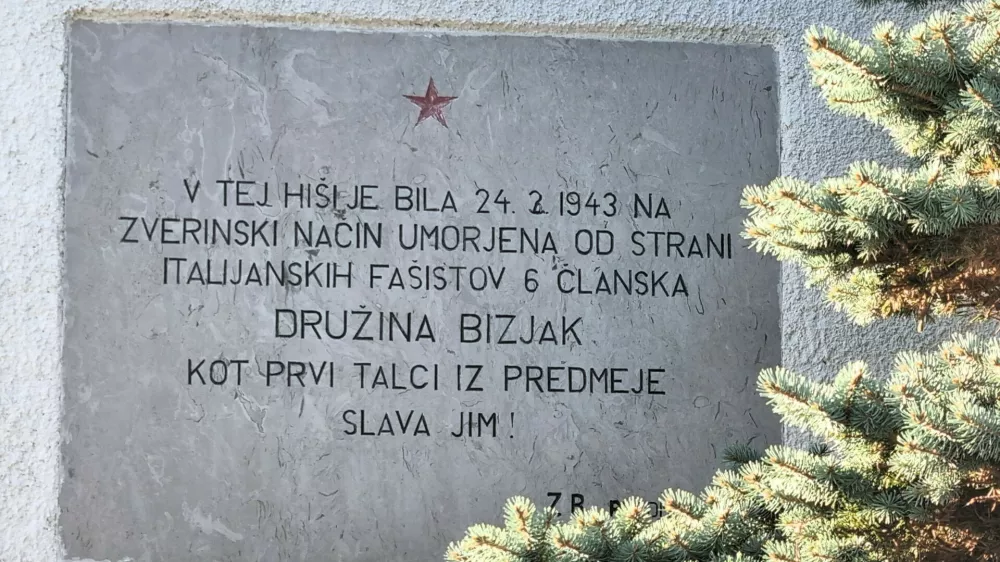 V TEJ HIŠI JE BILA 24. 2. 1943 NA
ZVERINSKI NAČIN UMORJENA OD STRANI
ITALIJANSKIH FAŠISTOV 6 ČLANSKA
DRUŽINA BIZJAK
KOT PRVI TALCI IZ PREDMEJE
SLAVA JIM !
Z.B.